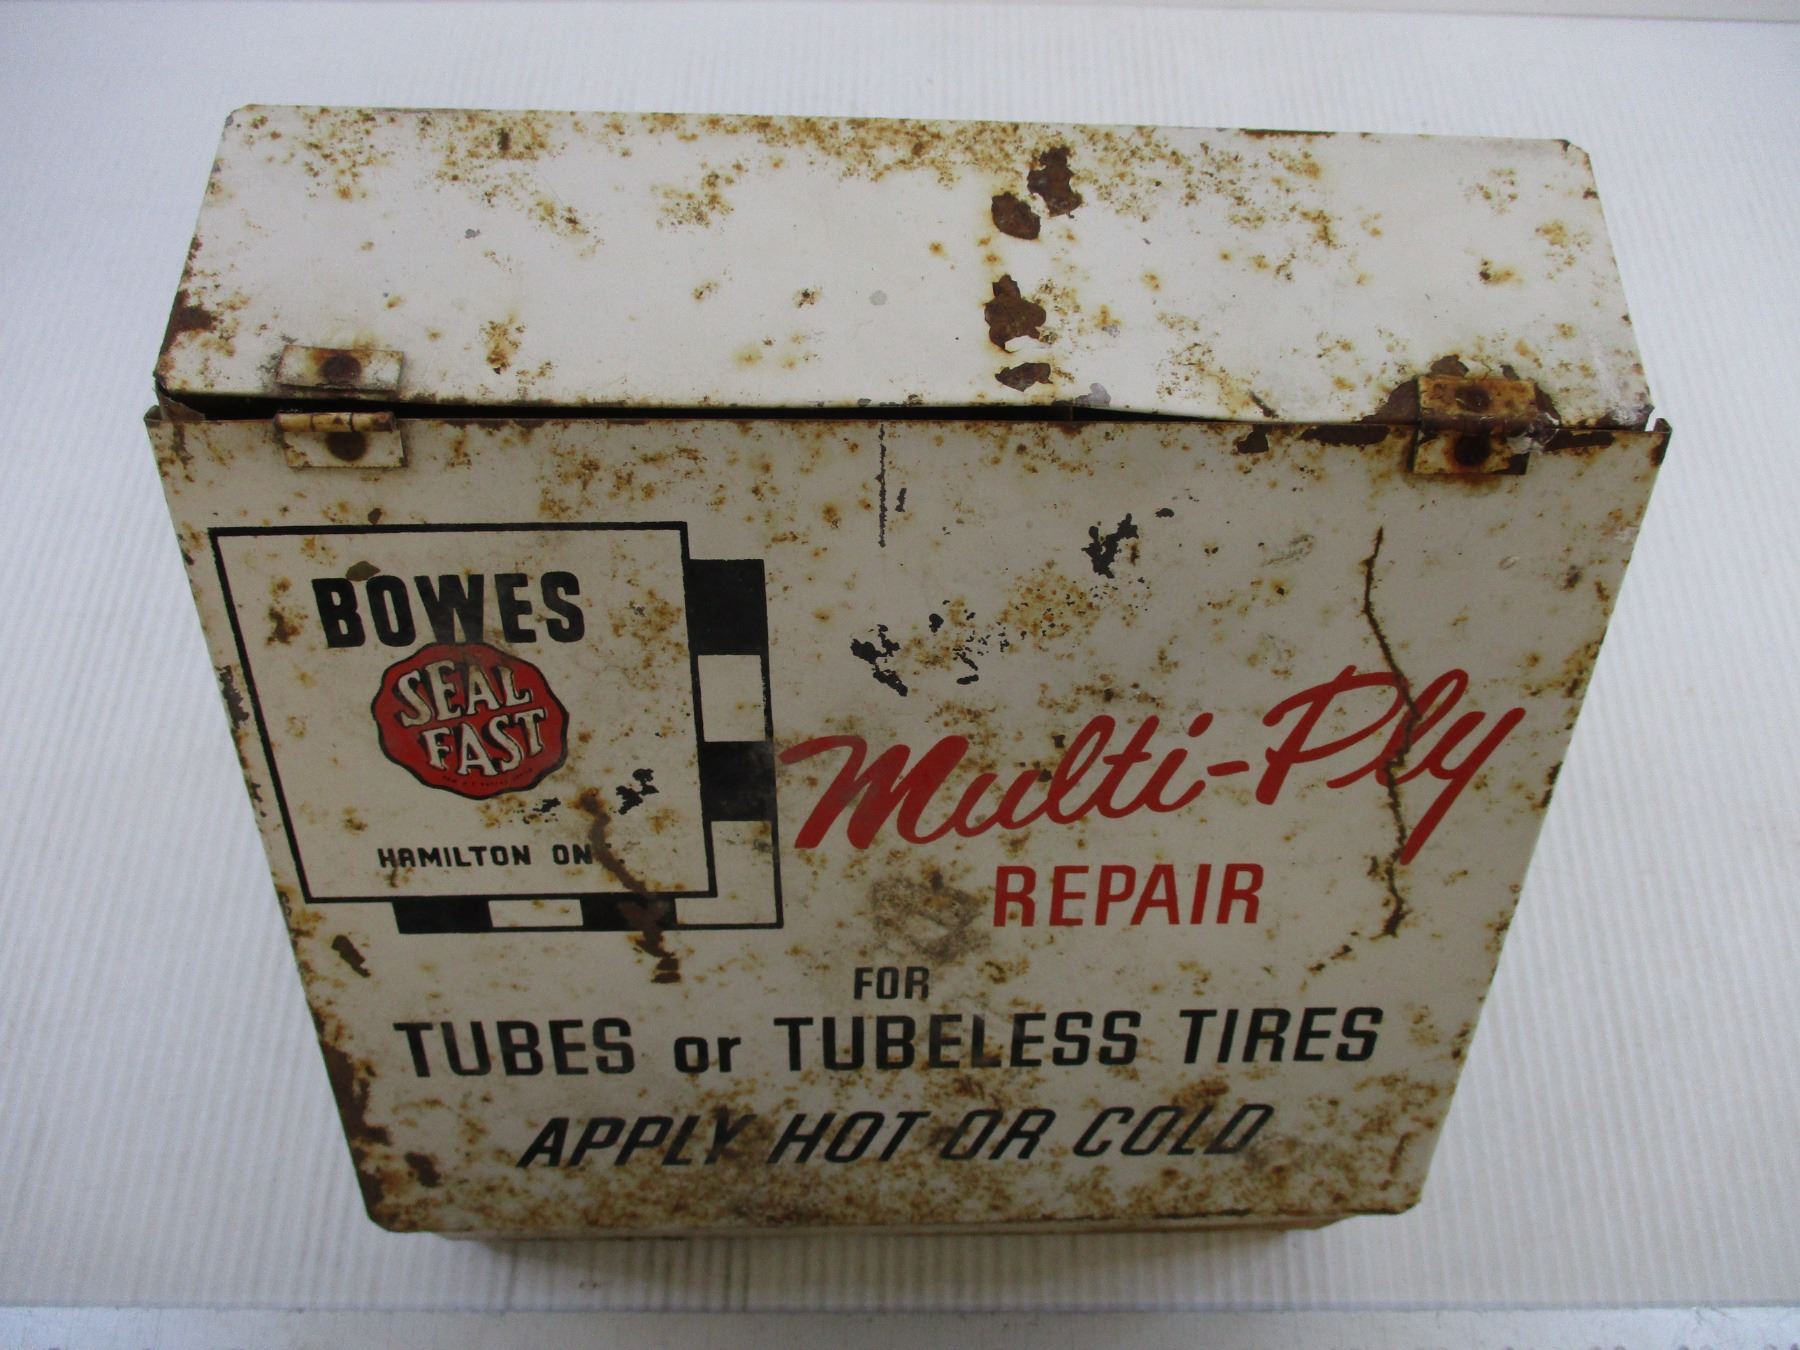 BOWES
SEAL
FAST
HAMILTON ON
Multi-Ply
REPAIR
FOR
TUBES or TUBELESS TIRES
APPLY HOT OR COLD